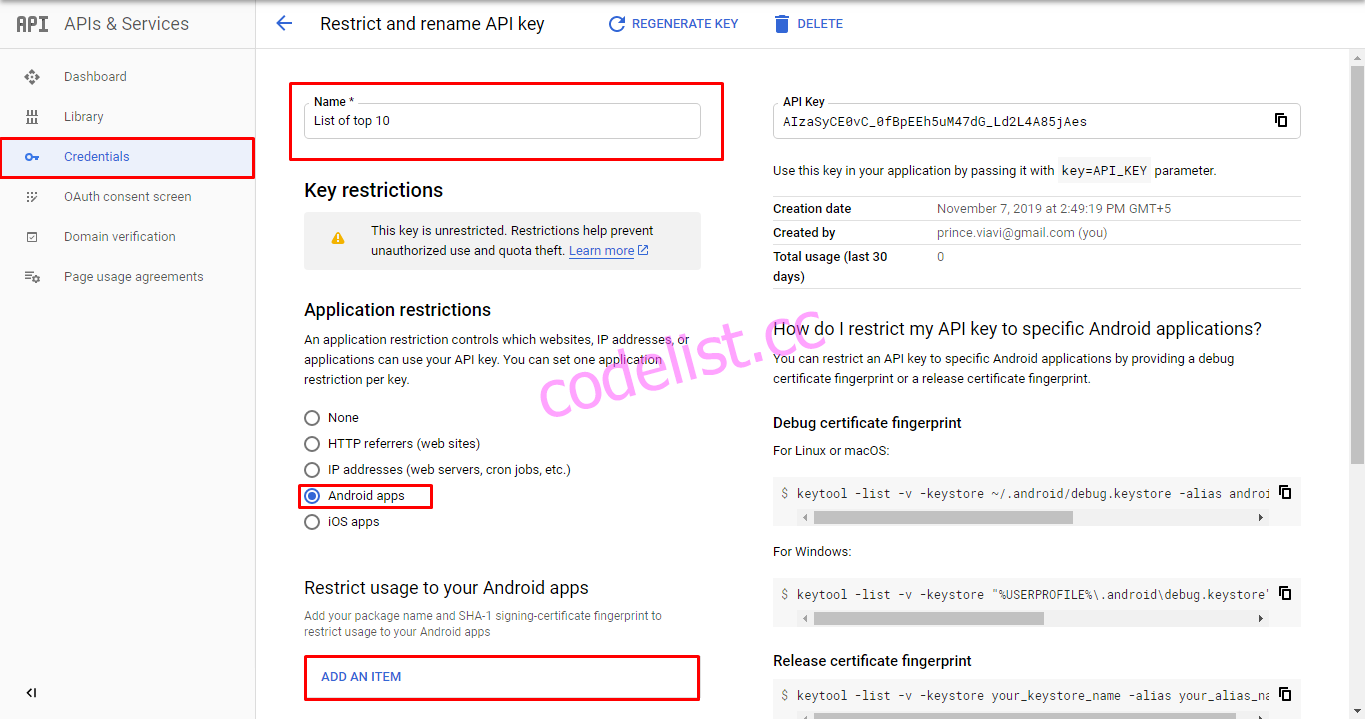 API APIs & Services
Restrict and rename API key
REGENERATE KEY
DELETE
Dashboard
Library
Credentials
OAuth consent screen
Domain verification
Page usage agreements
Name *
List of top 10
Key restrictions
This key is unrestricted. Restrictions help prevent
unauthorized use and quota theft. Learn more
Application restrictions
An application restriction controls which websites, IP addresses, or
applications can use your API key. You can set one application
restriction per key.
None
HTTP referrers (web sites)
IP addresses (web servers, cron jobs, etc.)
Android apps
iOS apps
Restrict usage to your Android apps
Add your package name and SHA-1 signing-certificate fingerprint to
restrict usage to your Android apps
ADD AN ITEM
API Key
AIzaSyCE0vC_0fBpEEh5uM47dG_Ld2L4A85jAes
Use this key in your application by passing it with key=API_KEY parameter.
Creation date November 7, 2019 at 2:49:19 PM GMT+5
Created by prince.viavi@gmail.com (you)
Total usage (last 30 0
days)
How do I restrict my API key to specific Android applications?
You can restrict an API key to specific Android applications by providing a debug
certificate fingerprint or a release certificate fingerprint.
Debug certificate fingerprint
For Linux or macOS:
$ keytool -list -v -keystore ~/.android/debug.keystore -alias androi
For Windows:
$ keytool -list -v -keystore "%USERPROFILE%\.android\debug.keystore"
Release certificate fingerprint
$ keytool -list -v -keystore your_keystore_name -alias your_alias_na
codelist.cc